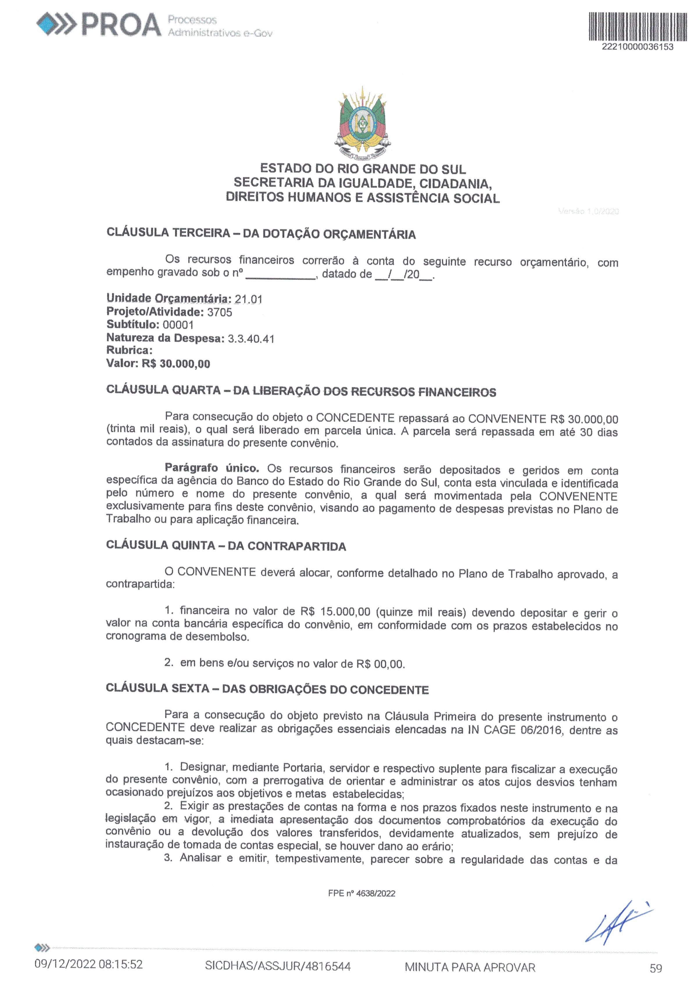 PROA Processos
Administrativos e-Gov
22210000036153
ESTADO DO RIO GRANDE DO SUL
SECRETARIA DA IGUALDADE, CIDADANIA,
DIREITOS HUMANOS E ASSISTÊNCIA SOCIAL
Versão 1.0/2020
CLÁUSULA TERCEIRA – DA DOTAÇÃO ORÇAMENTÁRIA
Os recursos financeiros correrão à conta do seguinte recurso orçamentário, com
empenho gravado sob o nº ___________, datado de __/__/20__.
Unidade Orçamentária: 21.01
Projeto/Atividade: 3705
Subtítulo: 00001
Natureza da Despesa: 3.3.40.41
Rubrica:
Valor: R$ 30.000,00
CLÁUSULA QUARTA – DA LIBERAÇÃO DOS RECURSOS FINANCEIROS
Para consecução do objeto o CONCEDENTE repassará ao CONVENENTE R$ 30.000,00
(trinta mil reais), o qual será liberado em parcela única. A parcela será repassada em até 30 dias
contados da assinatura do presente convênio.
Parágrafo único. Os recursos financeiros serão depositados e geridos em conta
específica da agência do Banco do Estado do Rio Grande do Sul, conta esta vinculada e identificada
pelo número e nome do presente convênio, a qual será movimentada pela CONVENENTE
exclusivamente para fins deste convênio, visando ao pagamento de despesas previstas no Plano de
Trabalho ou para aplicação financeira.
CLÁUSULA QUINTA – DA CONTRAPARTIDA
O CONVENENTE deverá alocar, conforme detalhado no Plano de Trabalho aprovado, a
contrapartida:
1. financeira no valor de R$ 15.000,00 (quinze mil reais) devendo depositar e gerir o
valor na conta bancária específica do convênio, em conformidade com os prazos estabelecidos no
cronograma de desembolso.
2. em bens e/ou serviços no valor de R$ 00,00.
CLÁUSULA SEXTA – DAS OBRIGAÇÕES DO CONCEDENTE
Para a consecução do objeto previsto na Cláusula Primeira do presente instrumento o
CONCEDENTE deve realizar as obrigações essenciais elencadas na IN CAGE 06/2016, dentre as
quais destacam-se:
1. Designar, mediante Portaria, servidor e respectivo suplente para fiscalizar a execução
do presente convênio, com a prerrogativa de orientar e administrar os atos cujos desvios tenham
ocasionado prejuízos aos objetivos e metas estabelecidas;
2. Exigir as prestações de contas na forma e nos prazos fixados neste instrumento e na
legislação em vigor, a imediata apresentação dos documentos comprobatórios da execução do
convênio ou a devolução dos valores transferidos, devidamente atualizados, sem prejuízo de
instauração de tomada de contas especial, se houver dano ao erário;
3. Analisar e emitir, tempestivamente, parecer sobre a regularidade das contas e da
FPE nº 4638/2022
09/12/2022 08:15:52 SICDHAS/ASSJUR/4816544 MINUTA PARA APROVAR 59